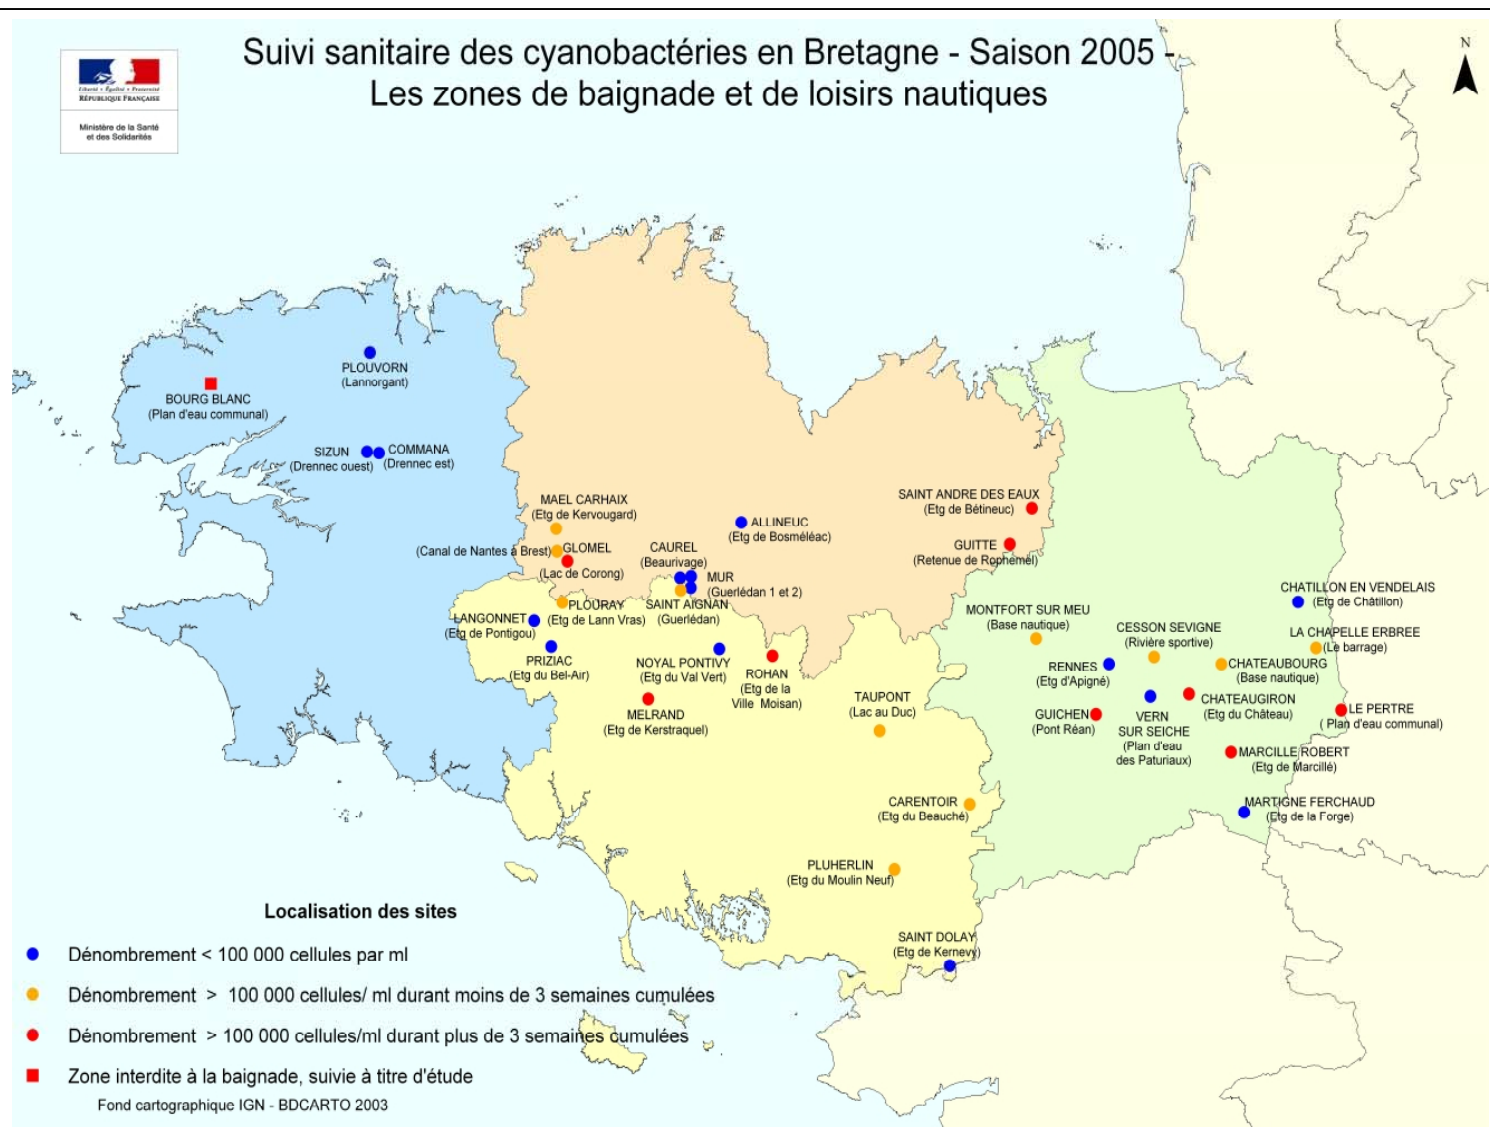 Suivi sanitaire des cyanobactéries en Bretagne - Saison 2005 -
Les zones de baignade et de loisirs nautiques
N
Liberté • Égalité • Fraternité
RÉPUBLIQUE FRANÇAISE
Ministère de la Santé
et des Solidarités
PLOUVORN
(Lannorgant)
BOURG BLANC
(Plan d'eau communal)
SIZUN
(Drennec ouest)
COMMANA
(Drennec est)
MAEL CARHAIX
(Etg de Kervougard)
(Canal de Nantes à Brest)
GLOMEL
(Lac de Corong)
CAUREL
(Beaurivage)
ALLINEUC
(Etg de Bosméléac)
MUR
(Guerlédan 1 et 2)
SAINT AIGNAN
(Guerlédan)
SAINT ANDRE DES EAUX
(Etg de Bétineuc)
GUITTE
(Retenue de Rophémel)
PLOURAY
(Etg de Lann Vras)
LANGONNET
(Etg de Pontigou)
PRIZIAC
(Etg du Bel-Air)
NOYAL PONTIVY
(Etg du Val Vert)
ROHAN
(Etg de la
Ville Moisan)
MELRAND
(Etg de Kerstraquel)
TAUPONT
(Lac au Duc)
CARENTOIR
(Etg du Beauché)
PLUHERLIN
(Etg du Moulin Neuf)
SAINT DOLAY
(Etg de Kernevy)
MONTFORT SUR MEU
(Base nautique)
CESSON SEVIGNE
(Rivière sportive)
CHATILLON EN VENDELAIS
(Etg de Châtillon)
LA CHAPELLE ERBREE
(Le barrage)
RENNES
(Etg d'Apigné)
CHATEAUBOURG
(Base nautique)
CHATEAUGIRON
(Etg du Château)
GUICHEN
(Pont Réan)
VERN
SUR SEICHE
(Plan d'eau
des Paturiaux)
LE PERTRE
( Plan d'eau communal)
MARCILLE ROBERT
(Etg de Marcillé)
MARTIGNE FERCHAUD
(Etg de la Forge)
Localisation des sites
Dénombrement < 100 000 cellules par ml
Dénombrement > 100 000 cellules/ ml durant moins de 3 semaines cumulées
Dénombrement > 100 000 cellules/ml durant plus de 3 semaines cumulées
Zone interdite à la baignade, suivie à titre d'étude
Fond cartographique IGN - BDCARTO 2003